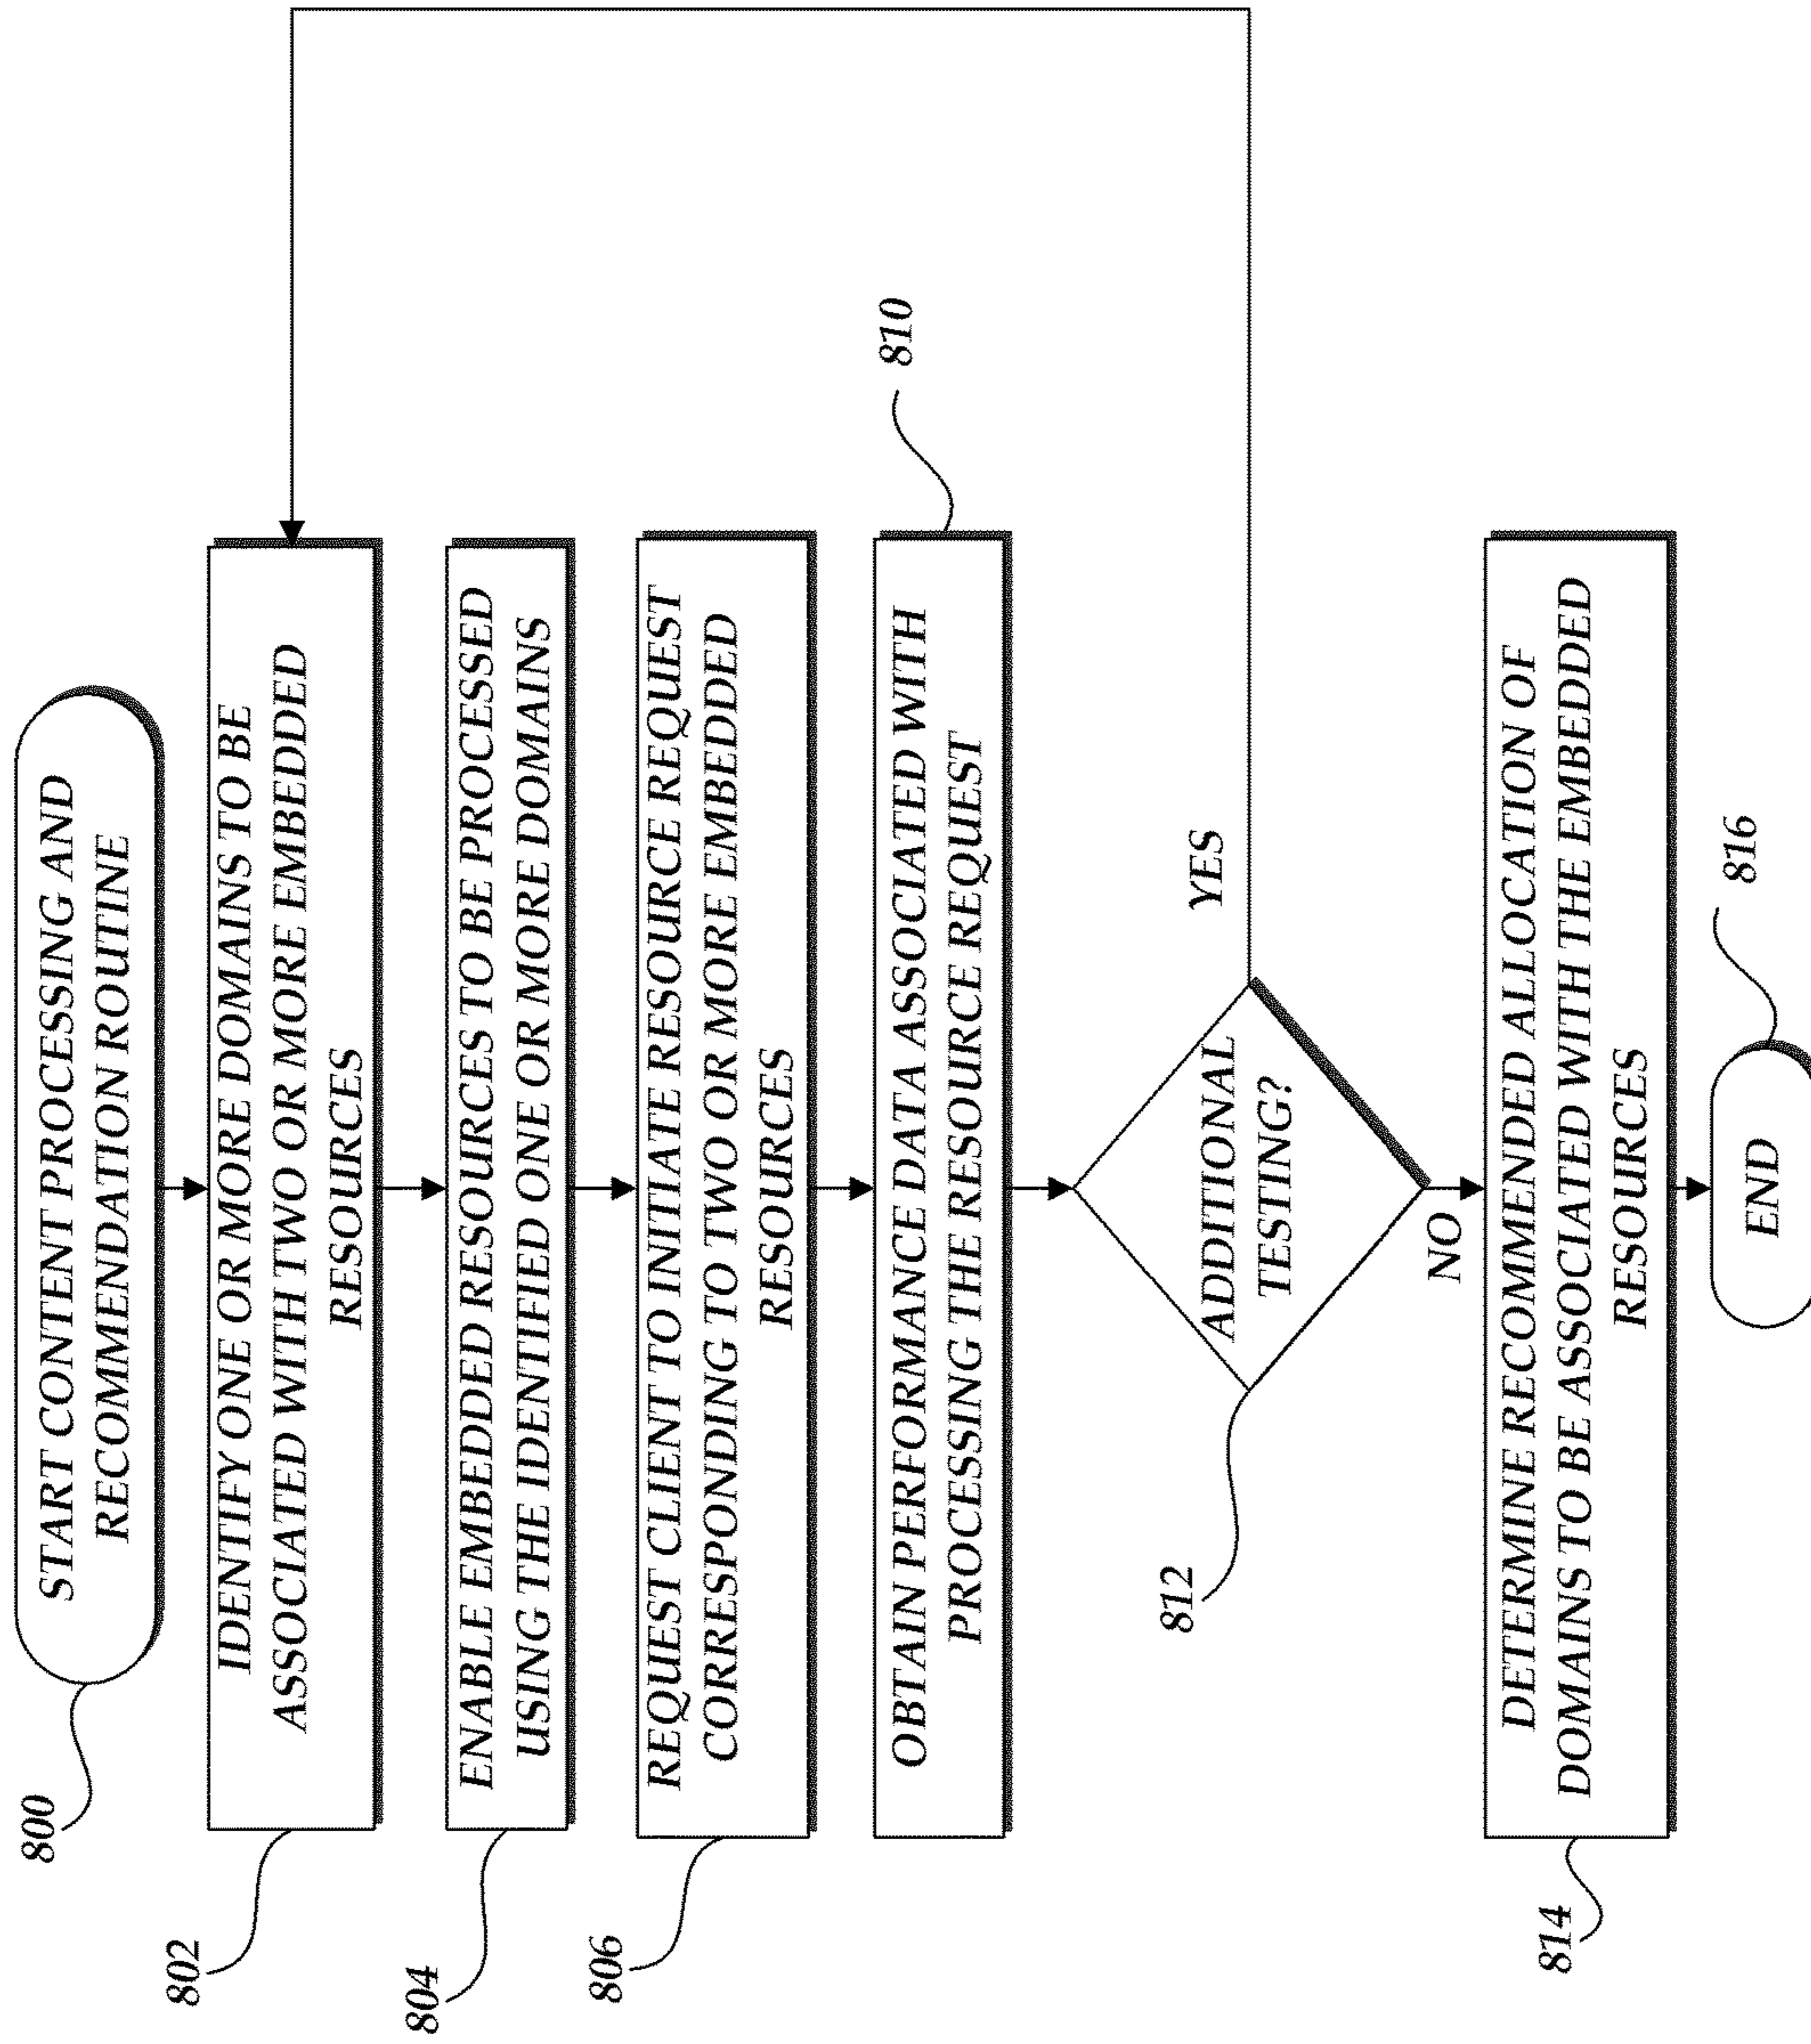 800
START CONTENT PROCESSING AND
RECOMMENDATION ROUTINE
802
IDENTIFY ONE OR MORE DOMAINS TO BE
ASSOCIATED WITH TWO OR MORE EMBEDDED
RESOURCES
804
ENABLE EMBEDDED RESOURCES TO BE PROCESSED
USING THE IDENTIFIED ONE OR MORE DOMAINS
806
REQUEST CLIENT TO INITIATE RESOURCE REQUEST
CORRESPONDING TO TWO OR MORE EMBEDDED
RESOURCES
810
OBTAIN PERFORMANCE DATA ASSOCIATED WITH
PROCESSING THE RESOURCE REQUEST
812
ADDITIONAL
TESTING?
YES
NO
814
DETERMINE RECOMMENDED ALLOCATION OF
DOMAINS TO BE ASSOCIATED WITH THE EMBEDDED
RESOURCES
816
END